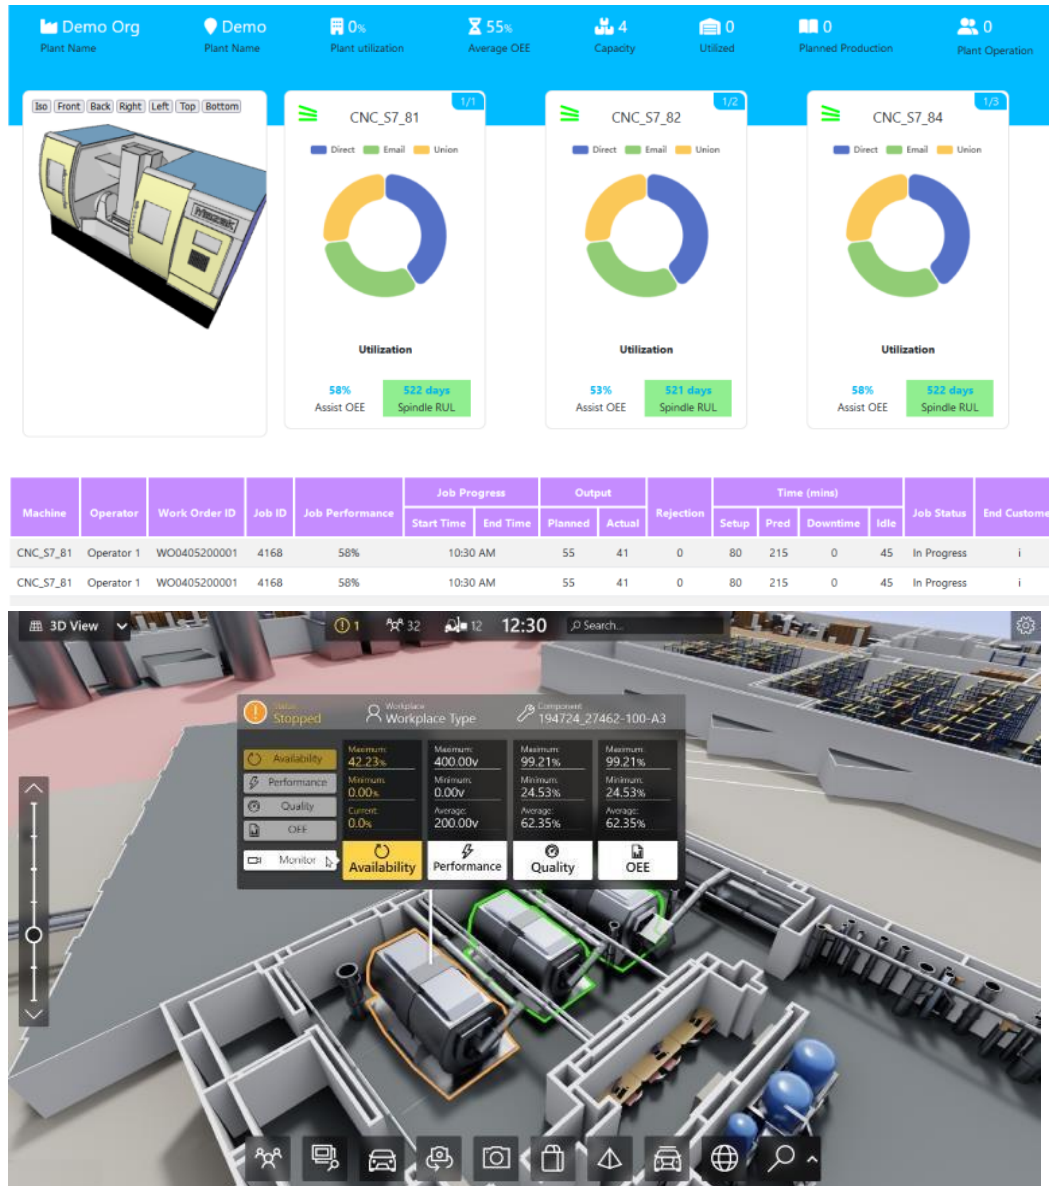 Demo Org
Demo
0%
55%
4
0
0
0
Plant Name
Plant Name
Plant utilization
Average OEE
Capacity
Utilized
Planned Production
Plant Operation
Iso Front Back Right Left Top Bottom
1/1
CNC_S7_81
Direct Email Union
Utilization
58%
Assist OEE
522 days
Spindle RUL
1/2
CNC_S7_82
Direct Email Union
Utilization
53%
Assist OEE
521 days
Spindle RUL
1/3
CNC_S7_84
Direct Email Union
Utilization
58%
Assist OEE
522 days
Spindle RUL
Machine Operator Work Order ID Job ID Job Performance Job Progress Output Rejection Time (mins) Job Status End Custome
Start Time End Time Planned Actual Setup Pred Downtime Idle
CNC_S7_81 Operator 1 WO0405200001 4168 58% 10:30 AM 55 41 0 80 215 0 45 In Progress i
CNC_S7_81 Operator 1 WO0405200001 4168 58% 10:30 AM 55 41 0 80 215 0 45 In Progress i
3D View
1
32
12
12:30
Search...
Status
Stopped
Workplace
Workplace Type
Component
194724_27462-100-A3
Availability
Performance
Quality
OEE
Monitor
Maximum:
42.23%
Minimum:
0.00%
Current:
0.0%
Availability
Maximum:
400.00v
Minimum:
0.00v
Average:
200.00v
Performance
Maximum:
99.21%
Minimum:
24.53%
Average:
62.35%
Quality
Maximum:
99.21%
Minimum:
24.53%
Average:
62.35%
OEE